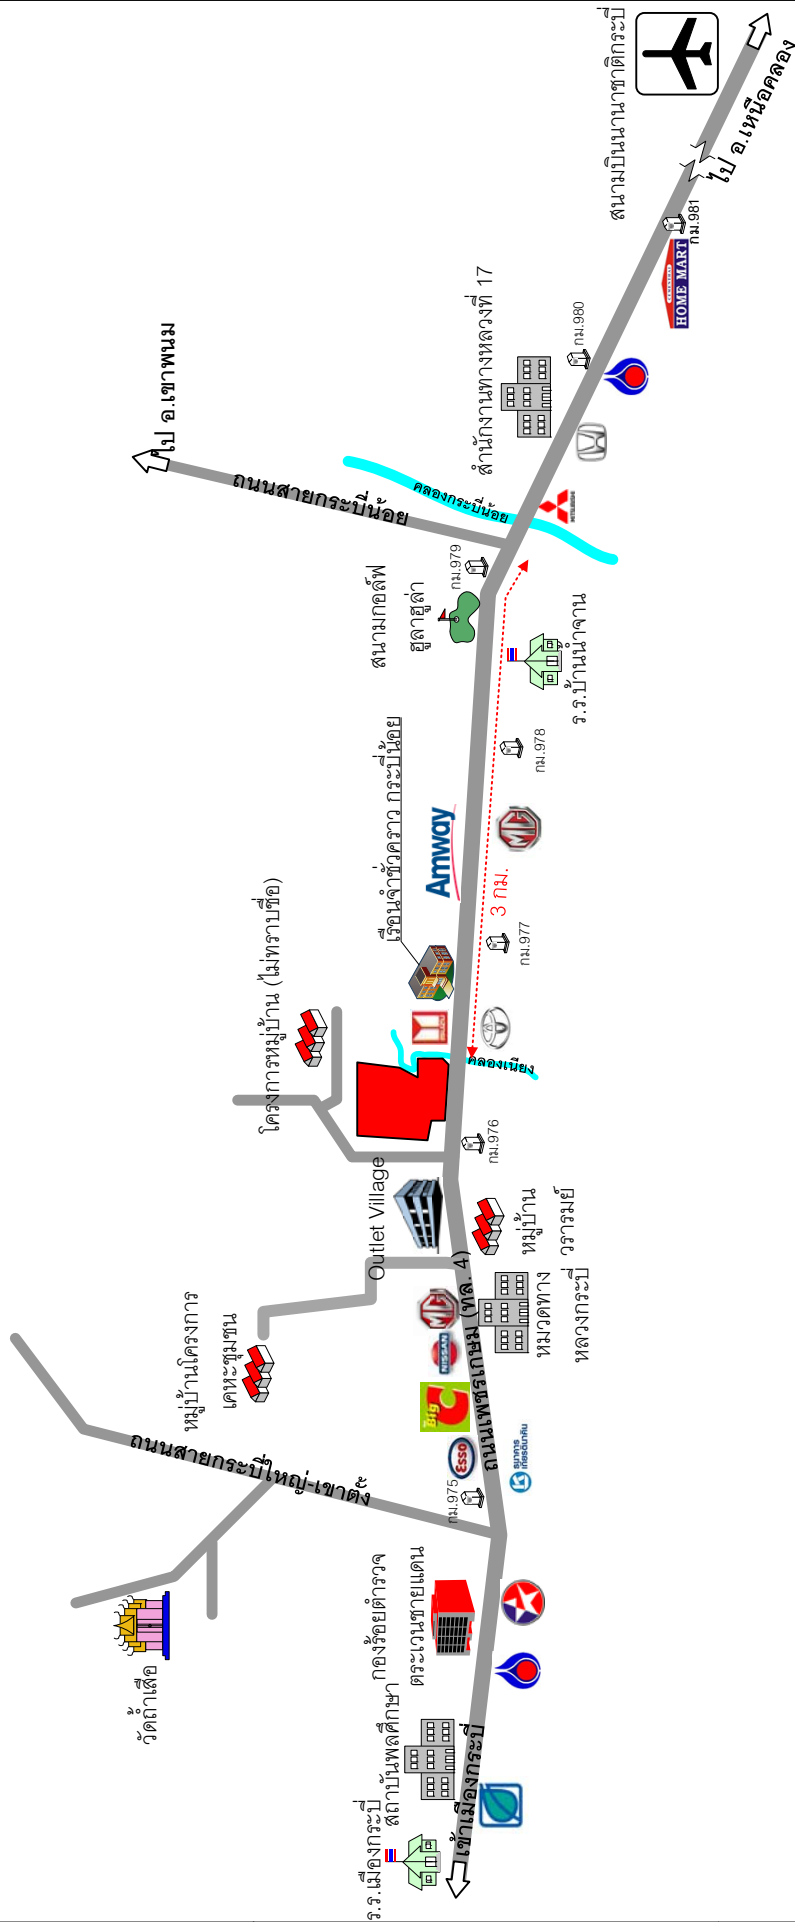 ร.ร.เมืองกระบี่
สถาบันพลศึกษา
เข้าเมืองกระบี่
กองร้อยตำรวจ
ตระเวนชายแดน
วัดถ้ำเสือ
ถนนสายกระบี่ใหญ่-เขาตั้ง
กม.975
ธนาคาร
เกียรตินาคิน
Esso
Big
C
NISSAN
MG
ถนนเพชรเกษม (ทล. 4)
หมู่บ้านโครงการ
เคหะชุมชน
หมวดทาง
หลวงกระบี่
หมู่บ้าน
วรารมย์
Outlet Village
กม.976
คลองเนียง
โครงการหมู่บ้าน (ไม่ทราบชื่อ)
ISUZU
เรือนจำชั่วคราว กระบี่น้อย
กม.977
3 กม.
Amway
MG
กม.978
ร.ร.บ้านน้ำจาน
สนามกอล์ฟ
ฮูลาฮูล่า
กม.979
ถนนสายกระบี่น้อย
ไป อ.เขาพนม
คลองกระบี่น้อย
MITSUBISHI
สำนักงานทางหลวงที่ 17
กม.980
HOME MART
กม.981
สนามบินนานาชาติกระบี่
ไป อ.เหนือคลอง